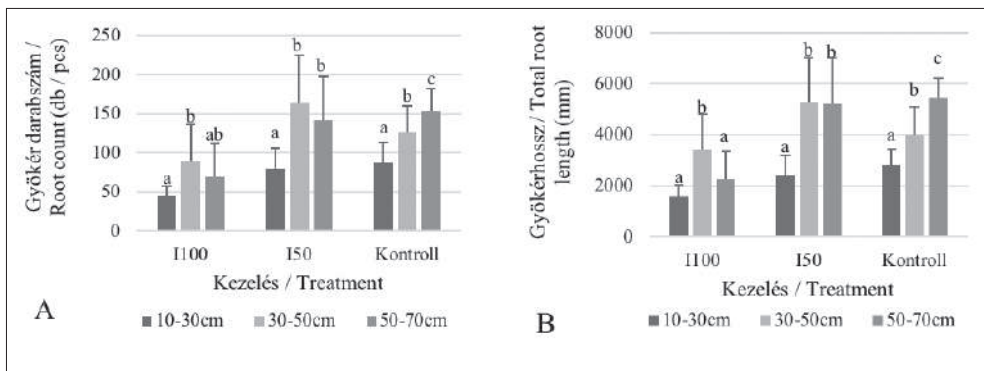 Gyökér darabszám /
Root count (db / pcs)
250
200
150
100
50
0
a
b
ab
a
b
b
a
b
c
I100
I50
Kontroll
Kezelés / Treatment
A
10-30cm
30-50cm
50-70cm
Gyökérhossz / Total root
length (mm)
8000
6000
4000
2000
0
a
b
a
a
b
b
a
b
c
I100
I50
Kontroll
Kezelés / Treatment
B
10-30cm
30-50cm
50-70cm